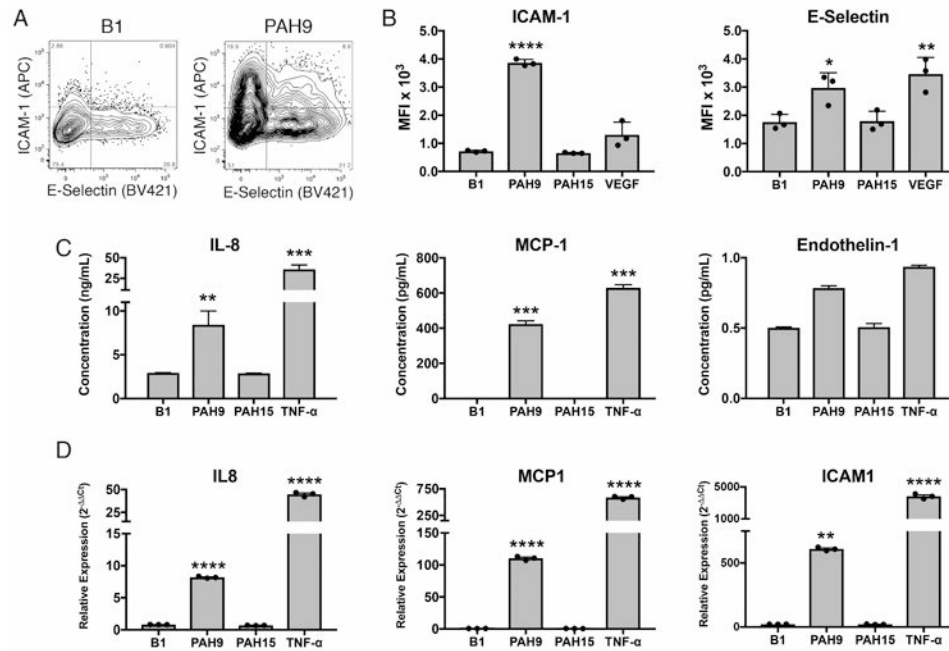 A
B1
PAH9
ICAM-1 (APC)
E-Selectin (BV421)
ICAM-1 (APC)
E-Selectin (BV421)
B
ICAM-1
MFI x 10³
4.0
3.0
2.0
1.0
0.0
****
B1 PAH9 PAH15 VEGF
E-Selectin
MFI x 10³
4.0
3.0
2.0
1.0
0.0
* **
B1 PAH9 PAH15 VEGF
C
IL-8
Concentration (ng/mL)
50
25
10
5
0
** ***
B1 PAH9 PAH15 TNF-α
MCP-1
Concentration (pg/mL)
800
600
400
200
0
*** ***
B1 PAH9 PAH15 TNF-α
Endothelin-1
Concentration (pg/mL)
1.0
0.5
0.0
B1 PAH9 PAH15 TNF-α
D
IL8
Relative Expression (2^-ΔΔCt)
50
25
15
10
5
0
**** ****
B1 PAH9 PAH15 TNF-α
MCP1
Relative Expression (2^-ΔΔCt)
750
500
250
150
100
50
0
**** ****
B1 PAH9 PAH15 TNF-α
ICAM1
Relative Expression (2^-ΔΔCt)
5000
1000
500
0
** ****
B1 PAH9 PAH15 TNF-α